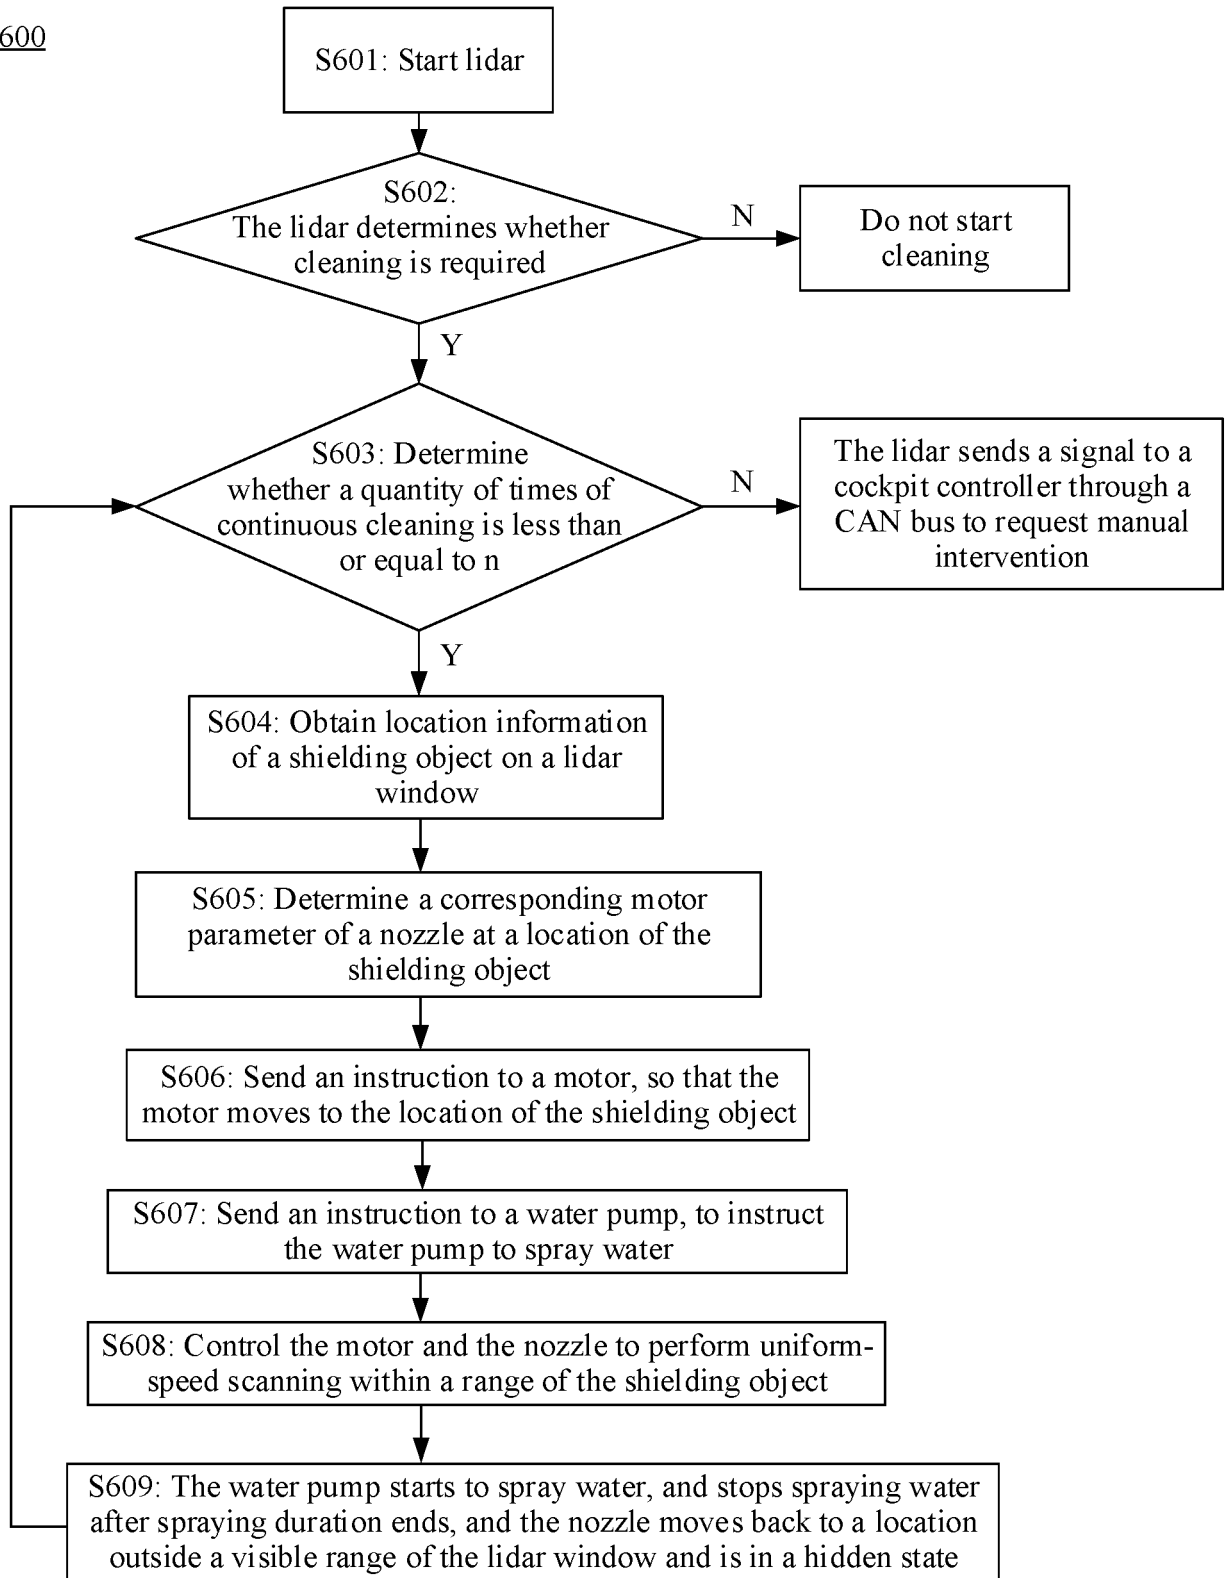 600
S601: Start lidar
S602:
The lidar determines whether
cleaning is required
N
Do not start
cleaning
Y
S603: Determine
whether a quantity of times of
continuous cleaning is less than
or equal to n
N
The lidar sends a signal to a
cockpit controller through a
CAN bus to request manual
intervention
Y
S604: Obtain location information
of a shielding object on a lidar
window
S605: Determine a corresponding motor
parameter of a nozzle at a location of the
shielding object
S606: Send an instruction to a motor, so that the
motor moves to the location of the shielding object
S607: Send an instruction to a water pump, to instruct
the water pump to spray water
S608: Control the motor and the nozzle to perform uniform-
speed scanning within a range of the shielding object
S609: The water pump starts to spray water, and stops spraying water
after spraying duration ends, and the nozzle moves back to a location
outside a visible range of the lidar window and is in a hidden state